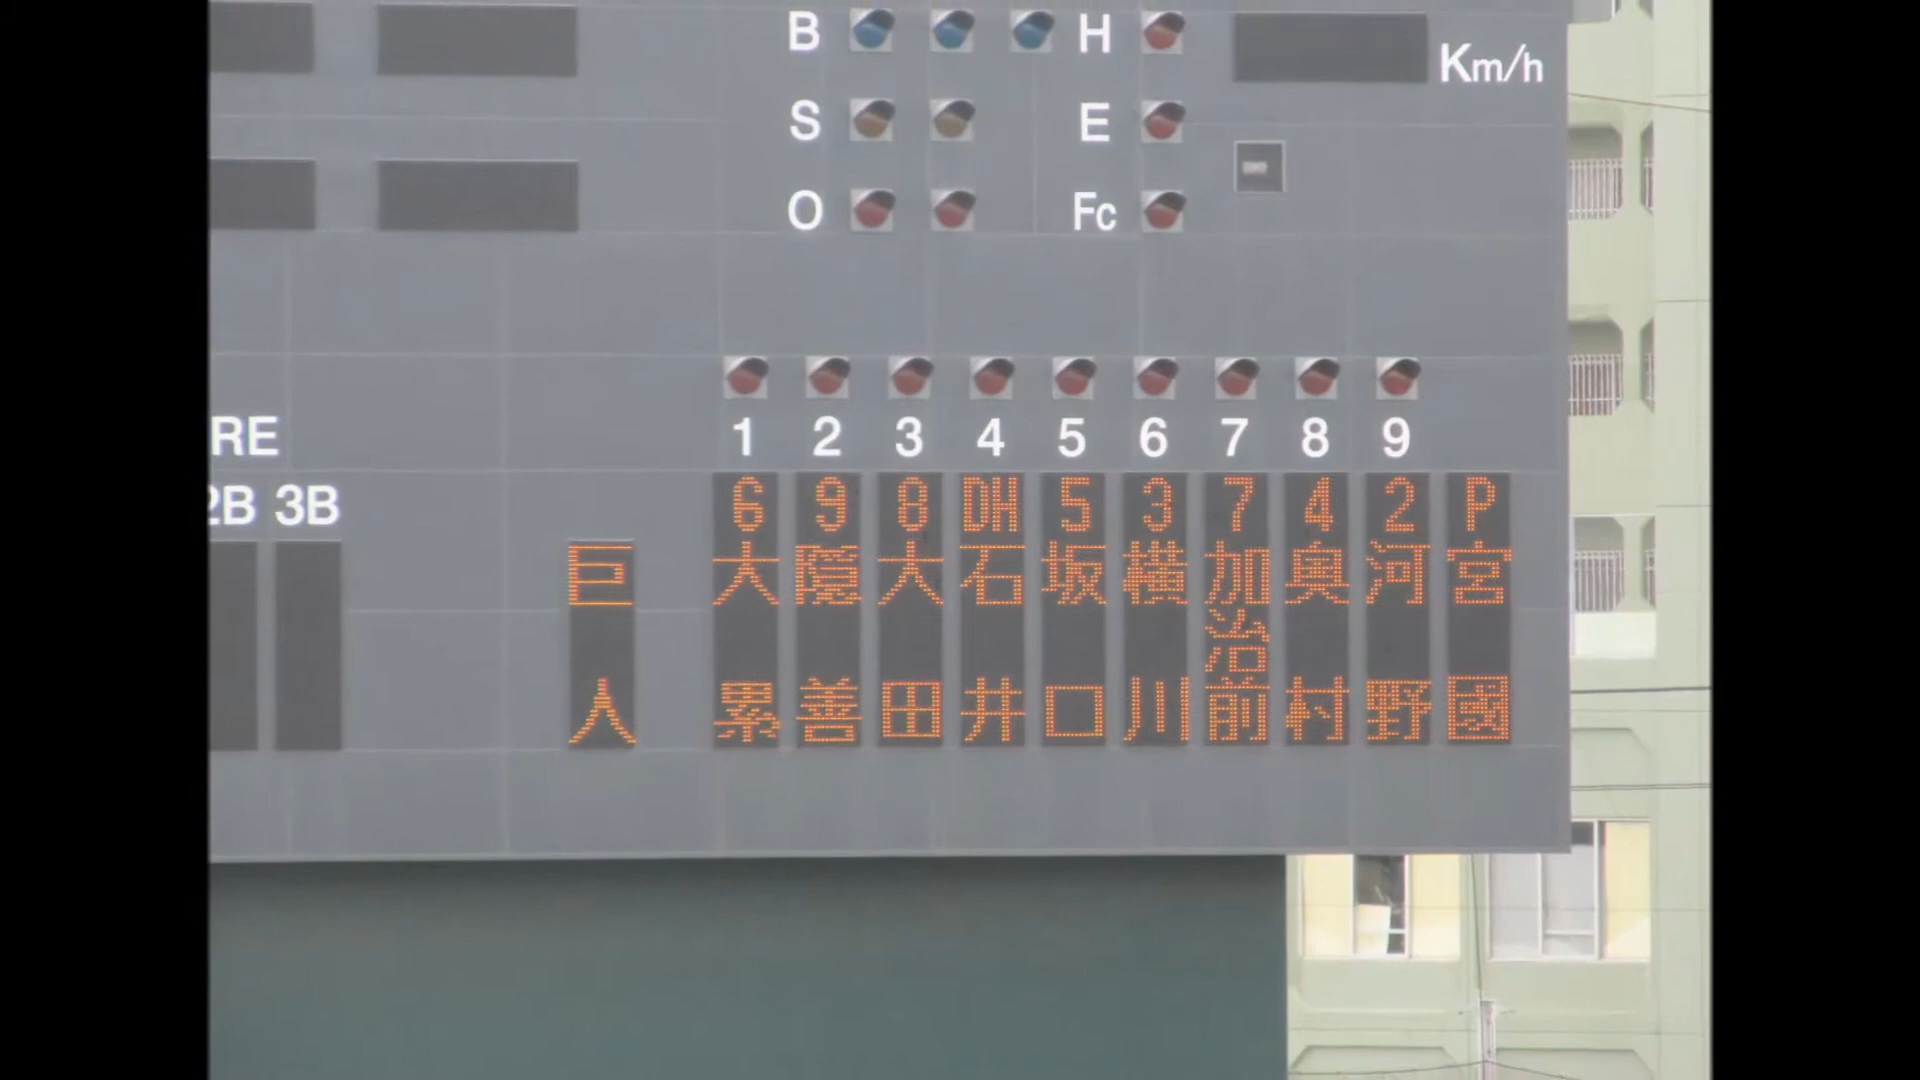 B H Km/h
S E
O Fc
RE
2B 3B
1 2 3 4 5 6 7 8 9
6 9 8 DH 5 3 7 4 2 P
巨人
大累
隠善
大田
石井
坂口
横川
加治前
奥村
河野
宮國